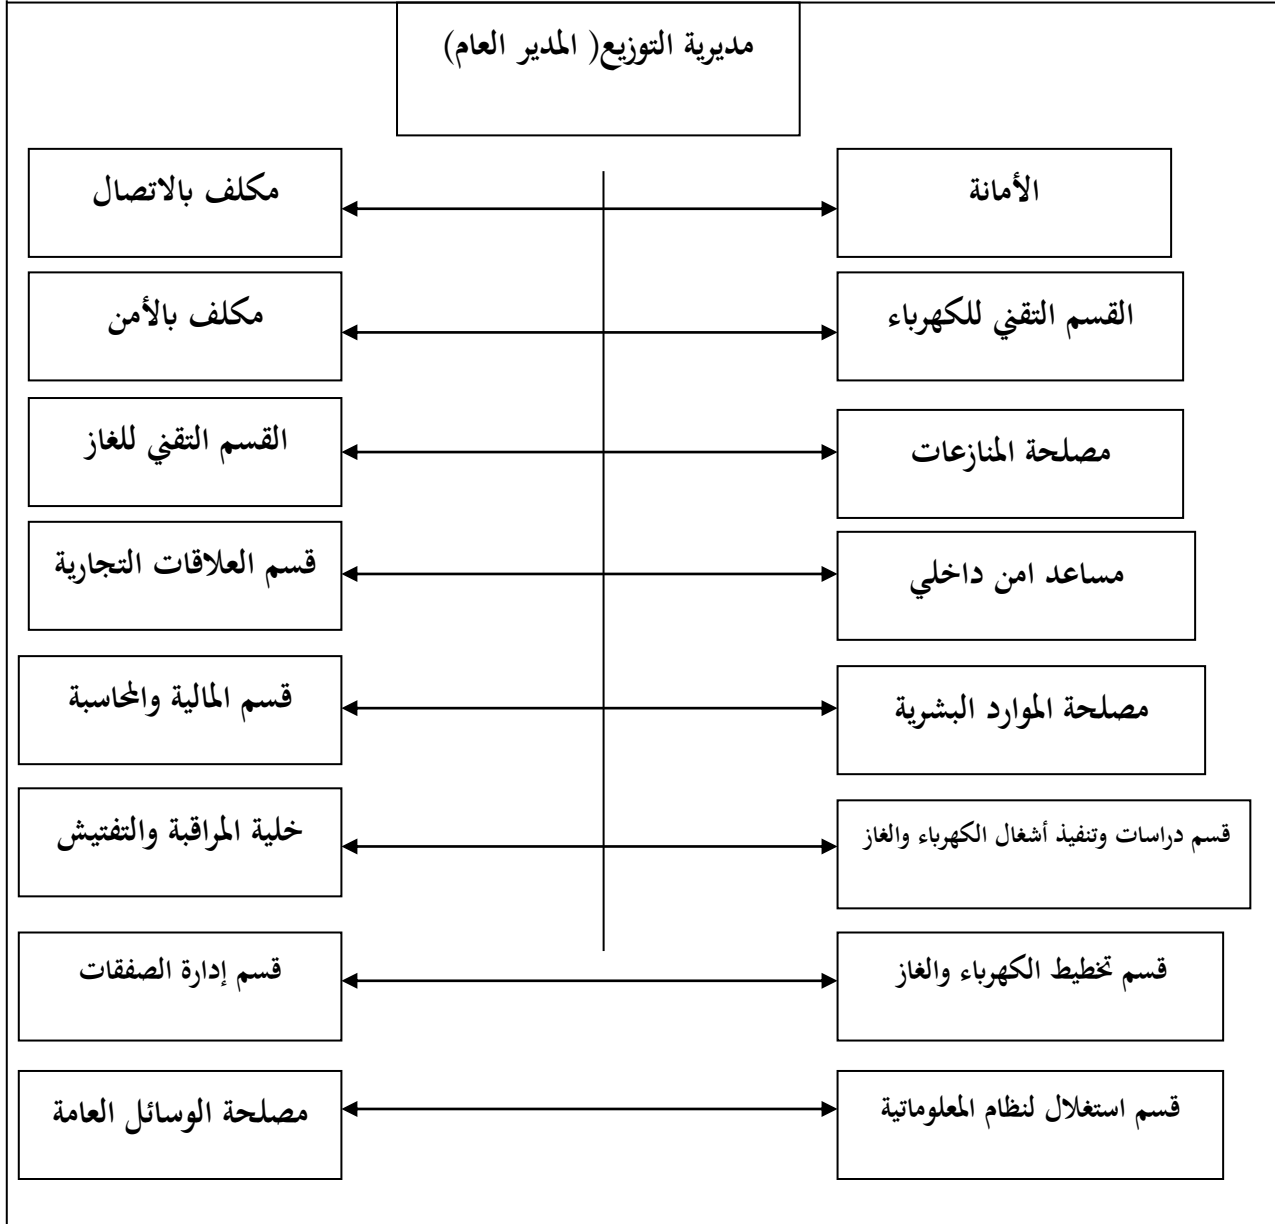 مديرية التوزيع( المدير العام)
الأمانة
مكلف بالاتصال
القسم التقني للكهرباء
مكلف بالأمن
مصلحة المنازعات
القسم التقني للغاز
مساعد امن داخلي
قسم العلاقات التجارية
مصلحة الموارد البشرية
قسم المالية والمحاسبة
قسم دراسات وتنفيذ أشغال الكهرباء والغاز
خلية المراقبة والتفتيش
قسم تخطيط الكهرباء والغاز
قسم إدارة الصفقات
قسم استغلال لنظام المعلوماتية
مصلحة الوسائل العامة